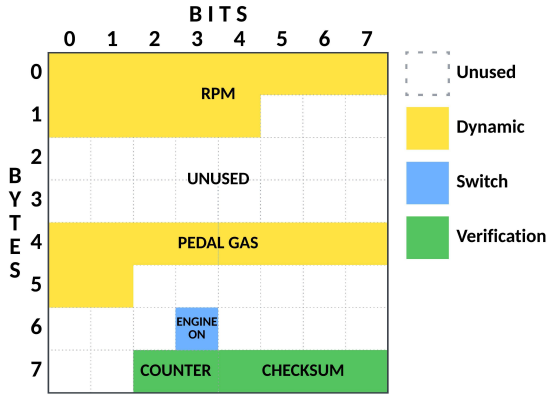 BITS
0 1 2 3 4 5 6 7
0
RPM
1
2
UNUSED
3
4 PEDAL GAS
5
6 ENGINE
ON
7 COUNTER CHECKSUM
BYTES
Unused
Dynamic
Switch
Verification